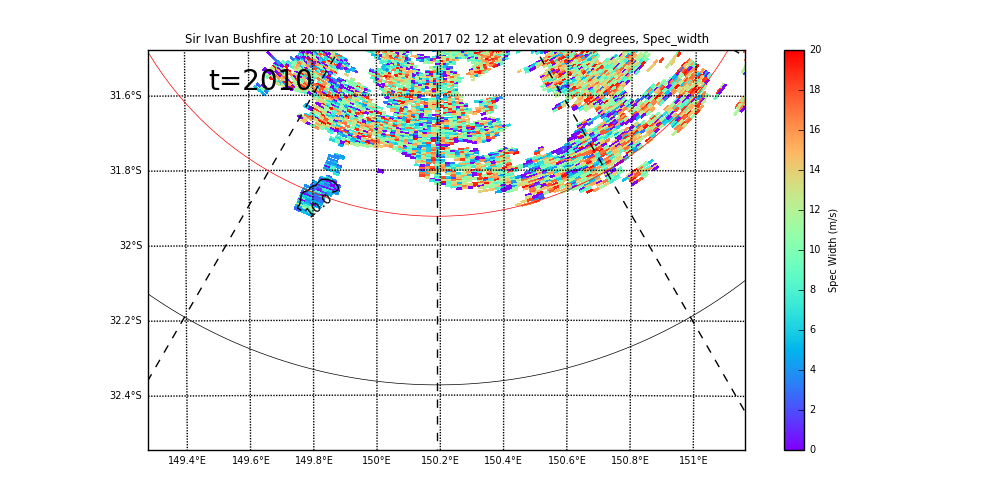 Sir Ivan Bushfire at 20:10 Local Time on 2017 02 12 at elevation 0.9 degrees, Spec_width
t=2010
31.6°S
31.8°S
32°S
32.2°S
32.4°S
10.0
149.4°E 149.6°E 149.8°E 150°E 150.2°E 150.4°E 150.6°E 150.8°E 151°E
20
18
16
14
12
10
8
6
4
2
0
Spec Width (m/s)